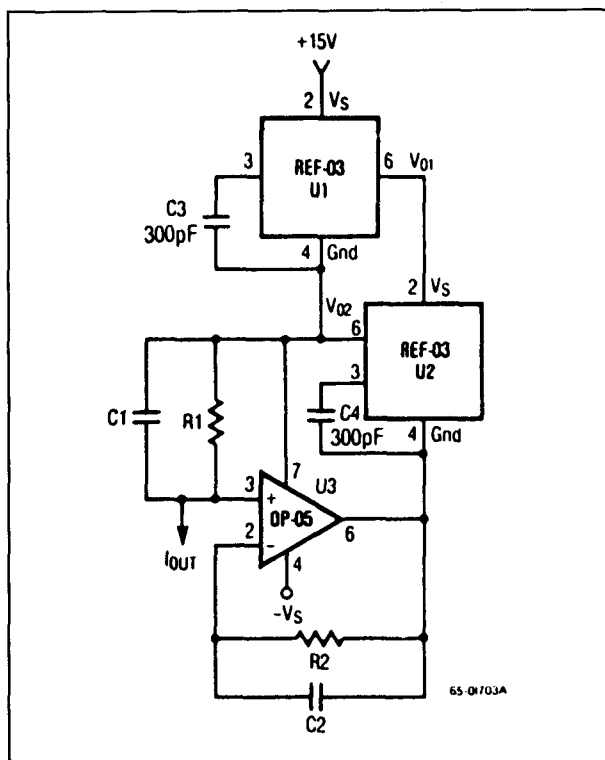 +15V
2 VS
3
REF-03
U1
6 V01
C3
300pF
4 Gnd
V02
2 VS
6
REF-03
U2
3
C4
300pF
4 Gnd
C1
R1
7
U3
3
+
OP-05
2
-
6
IOUT
4
-VS
R2
C2
65-01703A